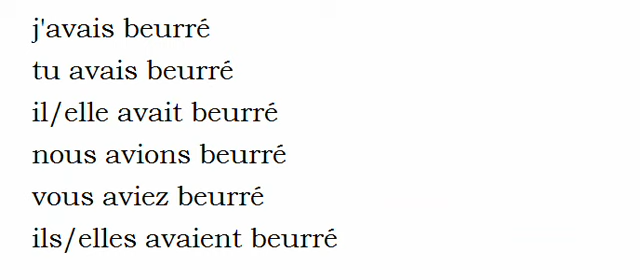 j'avais beurré
tu avais beurré
il/elle avait beurré
nous avions beurré
vous aviez beurré
ils/elles avaient beurré